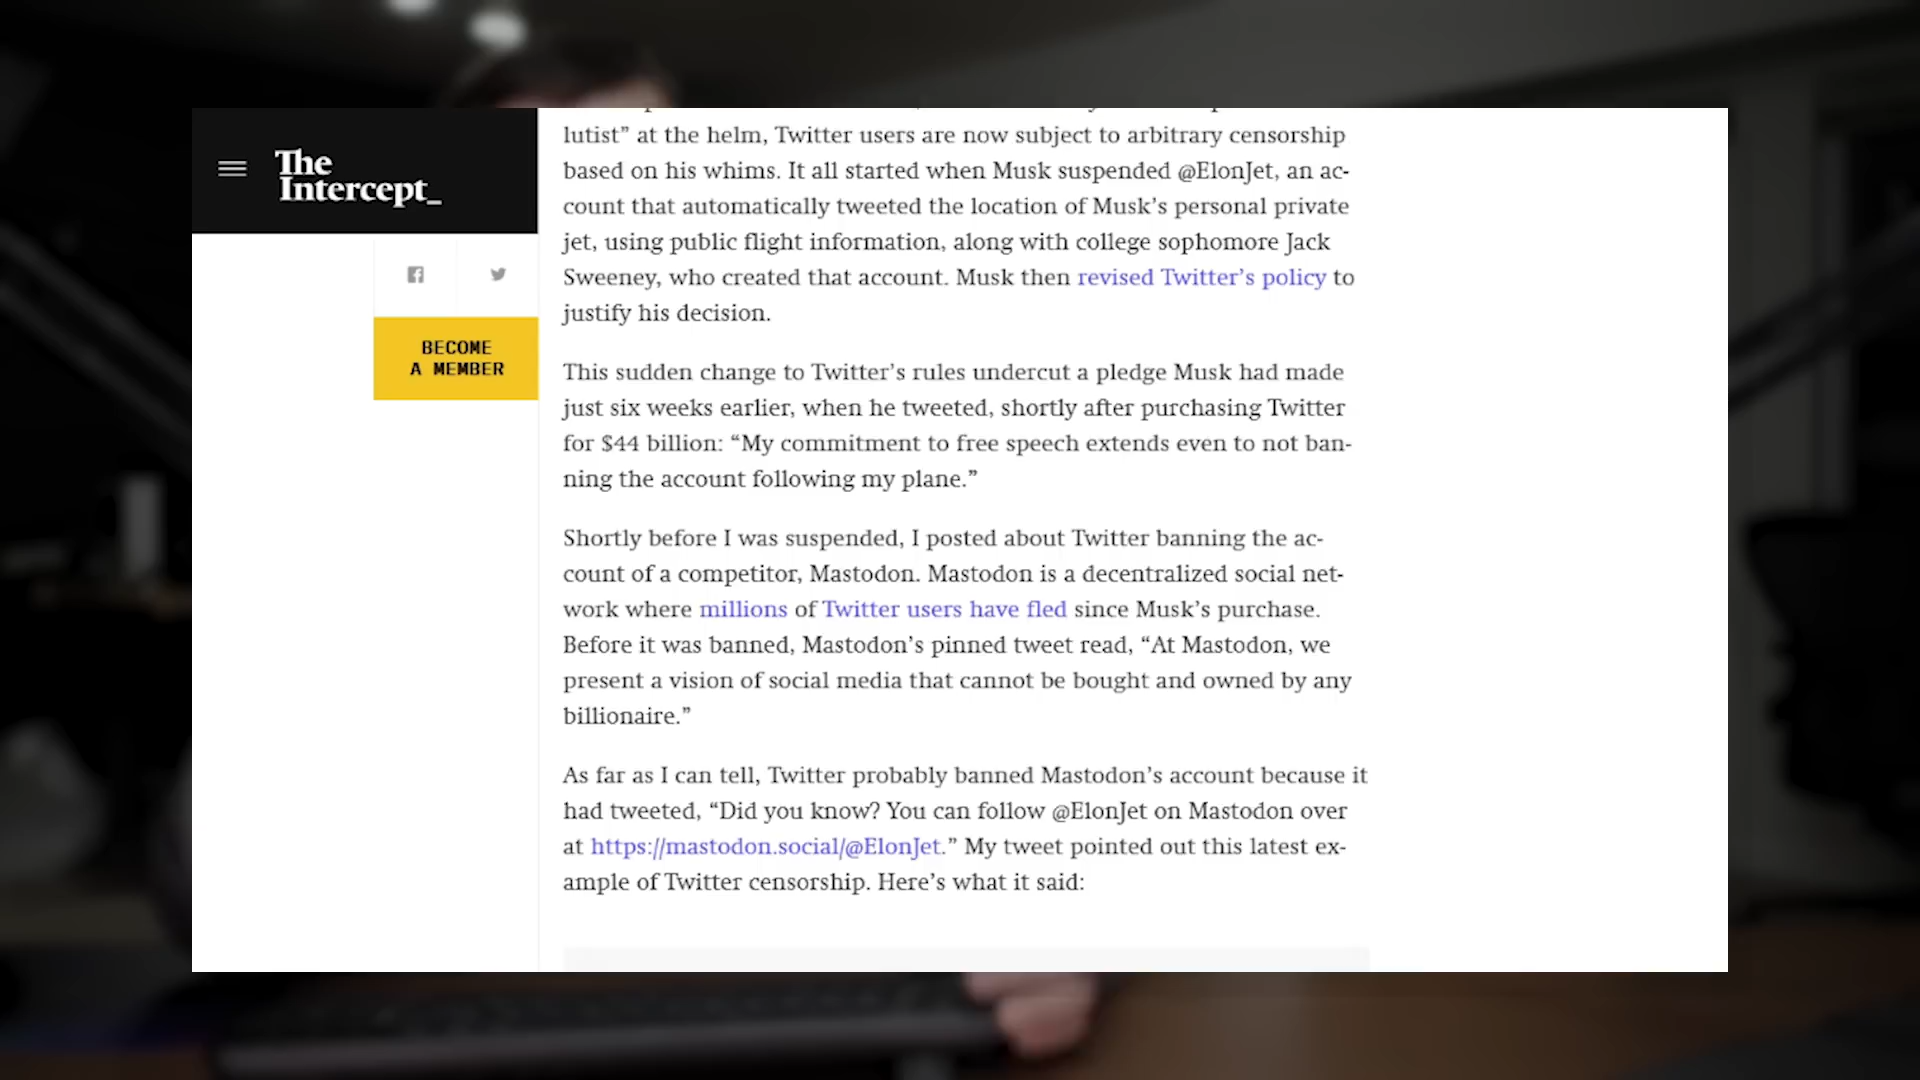 The
Intercept_
BECOME
A MEMBER
lutist” at the helm, Twitter users are now subject to arbitrary censorship
based on his whims. It all started when Musk suspended @ElonJet, an ac-
count that automatically tweeted the location of Musk’s personal private
jet, using public flight information, along with college sophomore Jack
Sweeney, who created that account. Musk then revised Twitter’s policy to
justify his decision.
This sudden change to Twitter’s rules undercut a pledge Musk had made
just six weeks earlier, when he tweeted, shortly after purchasing Twitter
for $44 billion: “My commitment to free speech extends even to not ban-
ning the account following my plane.”
Shortly before I was suspended, I posted about Twitter banning the ac-
count of a competitor, Mastodon. Mastodon is a decentralized social net-
work where millions of Twitter users have fled since Musk’s purchase.
Before it was banned, Mastodon’s pinned tweet read, “At Mastodon, we
present a vision of social media that cannot be bought and owned by any
billionaire.”
As far as I can tell, Twitter probably banned Mastodon’s account because it
had tweeted, “Did you know? You can follow @ElonJet on Mastodon over
at https://mastodon.social/@ElonJet.” My tweet pointed out this latest ex-
ample of Twitter censorship. Here’s what it said: